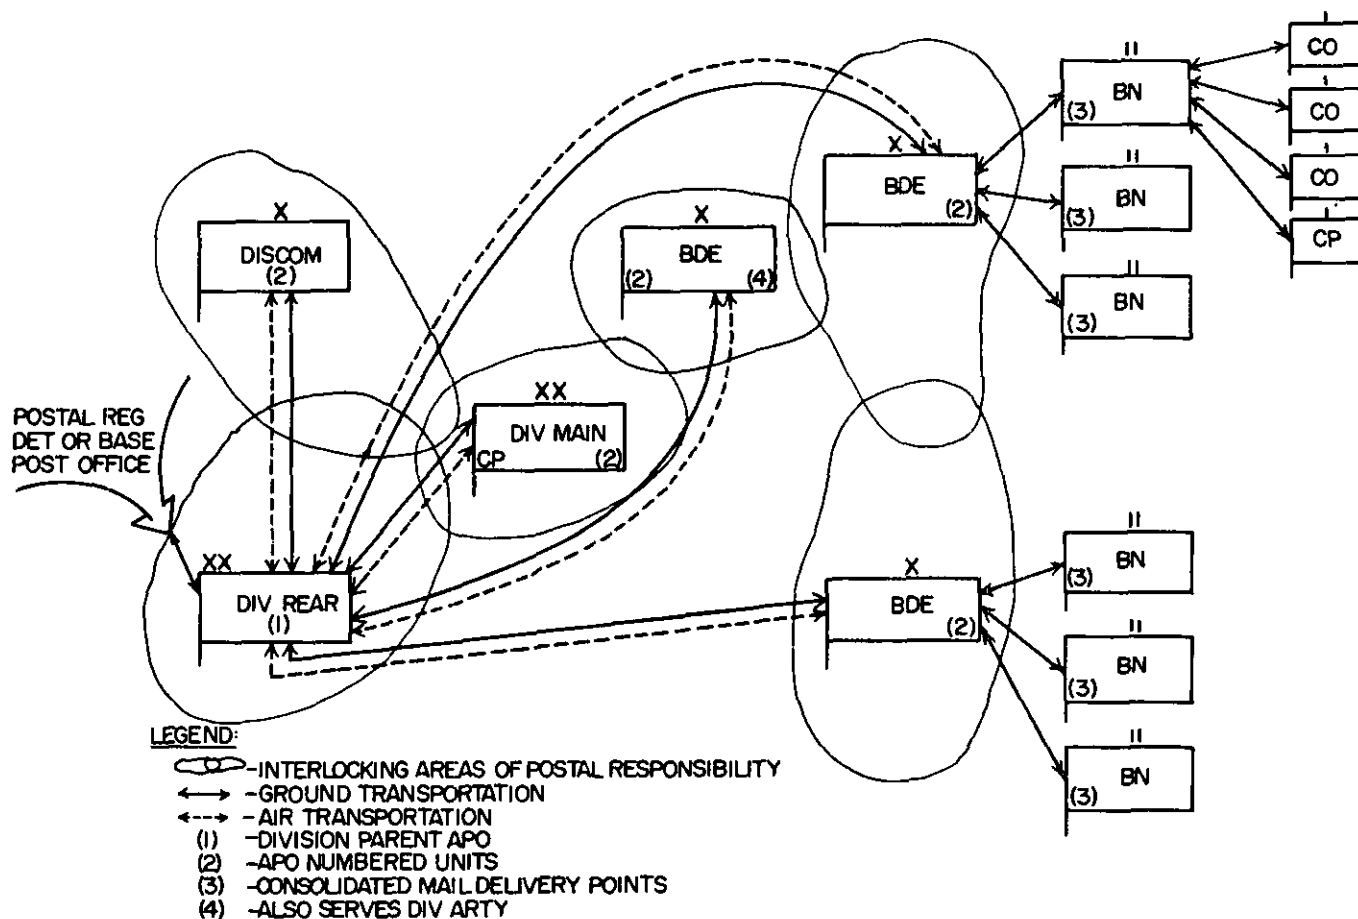 I
CO
II
BN
(3)
I
CO
I
CO
I
CP
X
BDE
(2)
II
BN
(3)
II
BN
(3)
X
DISCOM
(2)
X
BDE
(2) (4)
XX
DIV MAIN
CP (2)
POSTAL REG
DET OR BASE
POST OFFICE
XX
DIV REAR
(1)
X
BDE
(2)
II
BN
(3)
II
BN
(3)
II
BN
(3)
LEGEND:
-INTERLOCKING AREAS OF POSTAL RESPONSIBILITY
-GROUND TRANSPORTATION
-AIR TRANSPORTATION
(1) -DIVISION PARENT APO
(2) -APO NUMBERED UNITS
(3) -CONSOLIDATED MAIL DELIVERY POINTS
(4) -ALSO SERVES DIV ARTY